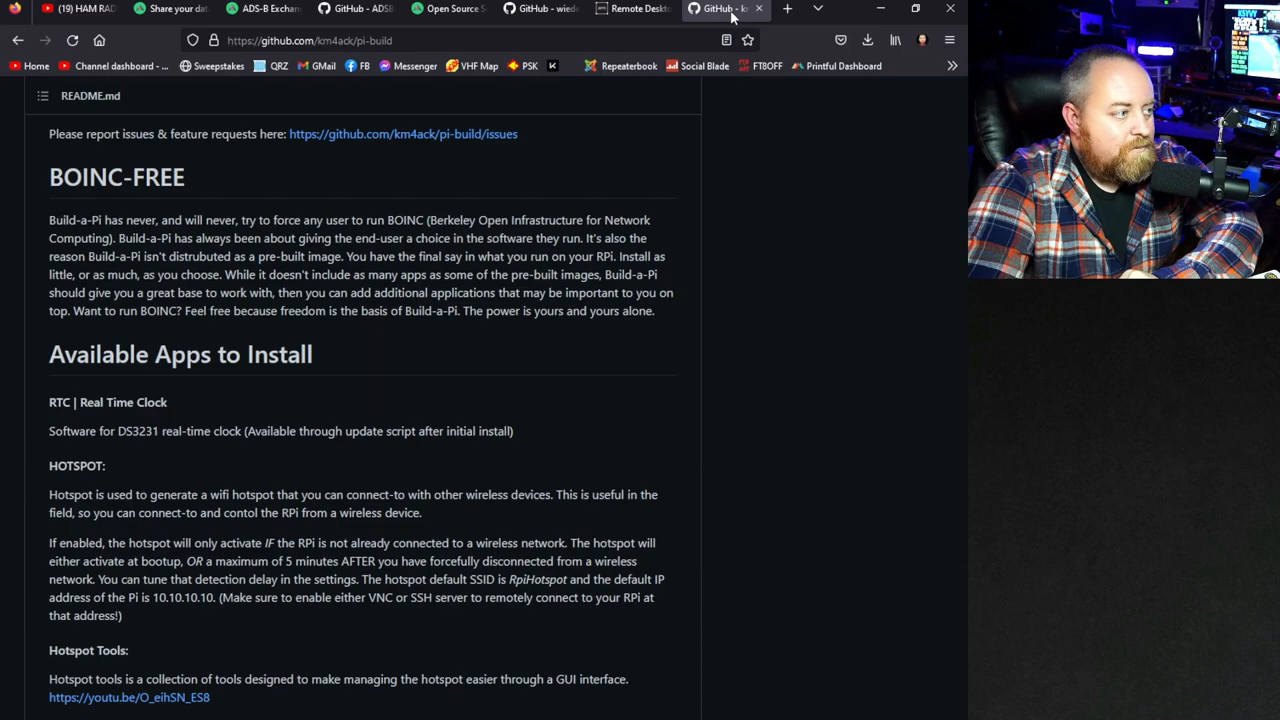 (19) HAM RAD
Share your dat
ADS-B Exchan
GitHub - ADSB
Open Source S
GitHub - wied
Remote Deskto
GitHub - k
https://github.com/km4ack/pi-build
Home
Channel dashboard - ...
Sweepstakes
QRZ
GMail
FB
Messenger
HF Map
PSK
K
Repeaterbook
Social Blade
FT8OFF
Printful Dashboard
README.md
Please report issues & feature requests here: https://github.com/km4ack/pi-build/issues
BOINC-FREE
Build-a-Pi has never, and will never, try to force any user to run BOINC (Berkeley Open Infrastructure for Network
Computing). Build-a-Pi has always been about giving the end-user a choice in the software they run. It's also the
reason Build-a-Pi isn't distrubuted as a pre-built image. You have the final say in what you run on your RPi. Install as
little, or as much, as you choose. While it doesn't include as many apps as some of the pre-built images, Build-a-Pi
should give you a great base to work with, then you can add additional applications that may be important to you on
top. Want to run BOINC? Feel free because freedom is the basis of Build-a-Pi. The power is yours and yours alone.
Available Apps to Install
RTC | Real Time Clock
Software for DS3231 real-time clock (Available through update script after initial install)
HOTSPOT:
Hotspot is used to generate a wifi hotspot that you can connect-to with other wireless devices. This is useful in the
field, so you can connect-to and contol the RPi from a wireless device.
If enabled, the hotspot will only activate IF the RPi is not already connected to a wireless network. The hotspot will
either activate at bootup, OR a maximum of 5 minutes AFTER you have forcefully disconnected from a wireless
network. You can tune that detection delay in the settings. The hotspot default SSID is RpiHotspot and the default IP
address of the Pi is 10.10.10.10. (Make sure to enable either VNC or SSH server to remotely connect to your RPi at
that address!)
Hotspot Tools:
Hotspot tools is a collection of tools designed to make managing the hotspot easier through a GUI interface.
https://youtu.be/O_eihSN_ES8